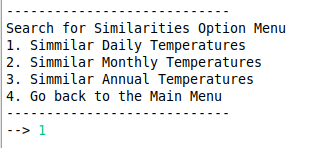 ----------------------------
Search for Similarities Option Menu
1. Simmilar Daily Temperatures
2. Simmilar Monthly Temperatures
3. Simmilar Annual Temperatures
4. Go back to the Main Menu
----------------------------
--> 1